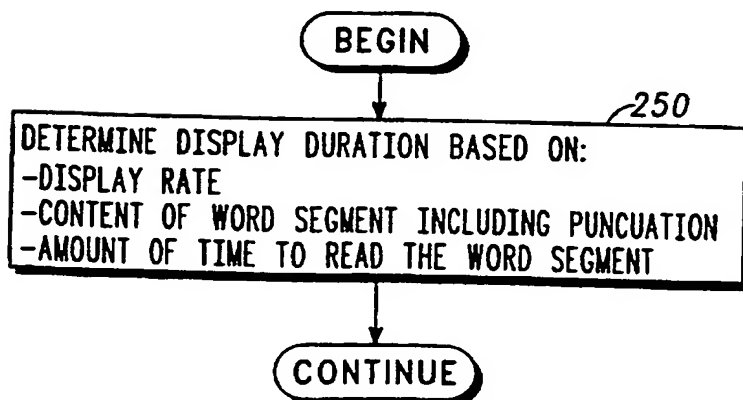 BEGIN
250
DETERMINE DISPLAY DURATION BASED ON:
-DISPLAY RATE
-CONTENT OF WORD SEGMENT INCLUDING PUNCUATION
-AMOUNT OF TIME TO READ THE WORD SEGMENT
CONTINUE